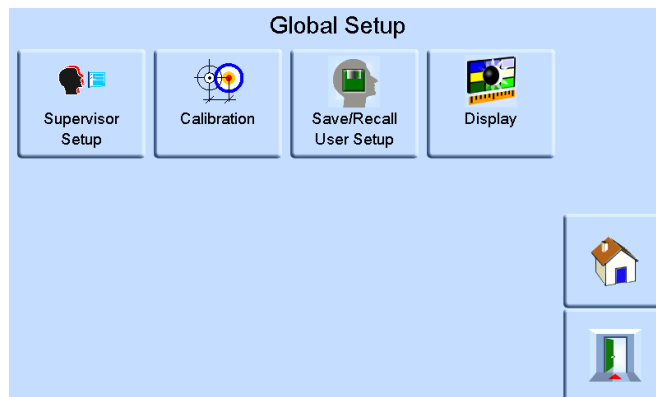 Global Setup
Supervisor
Setup
Calibration
Save/Recall
User Setup
Display